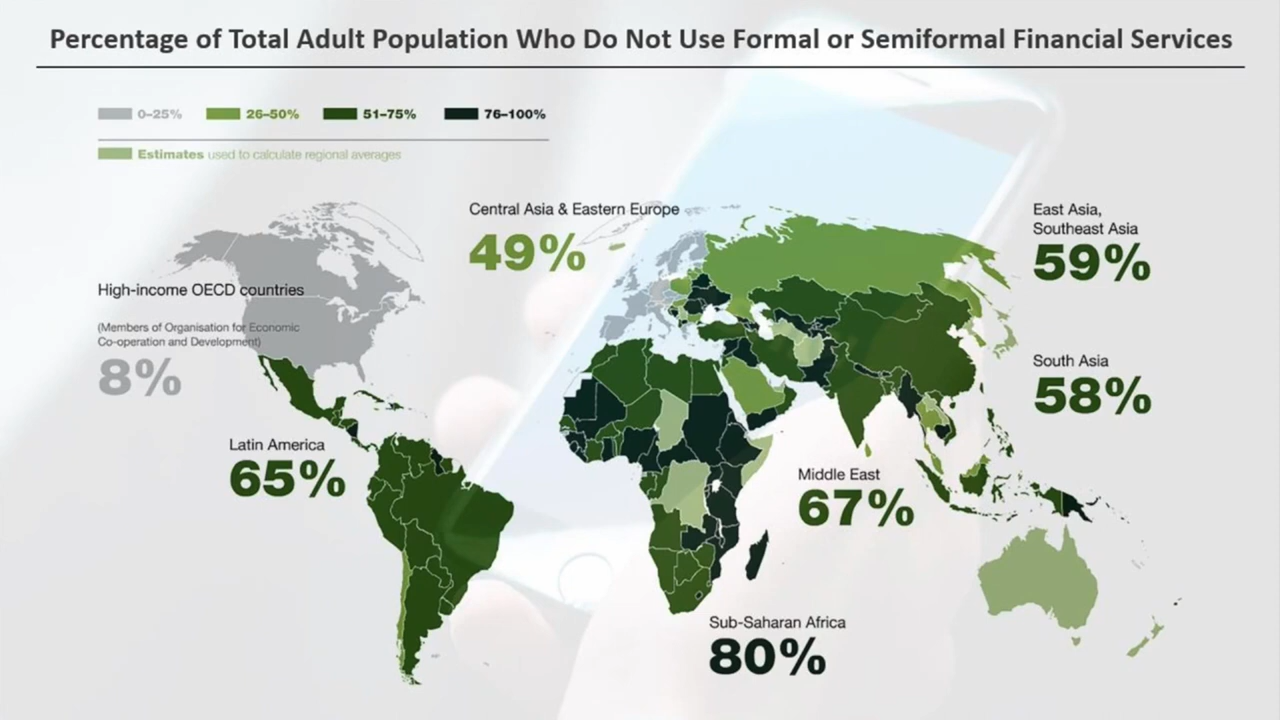 Percentage of Total Adult Population Who Do Not Use Formal or Semiformal Financial Services
0–25% 26–50% 51–75% 76–100%
Estimates used to calculate regional averages
Central Asia & Eastern Europe
49%
East Asia,
Southeast Asia
59%
High-income OECD countries
(Members of Organisation for Economic
Co-operation and Development)
8%
South Asia
58%
Latin America
65%
Middle East
67%
Sub-Saharan Africa
80%